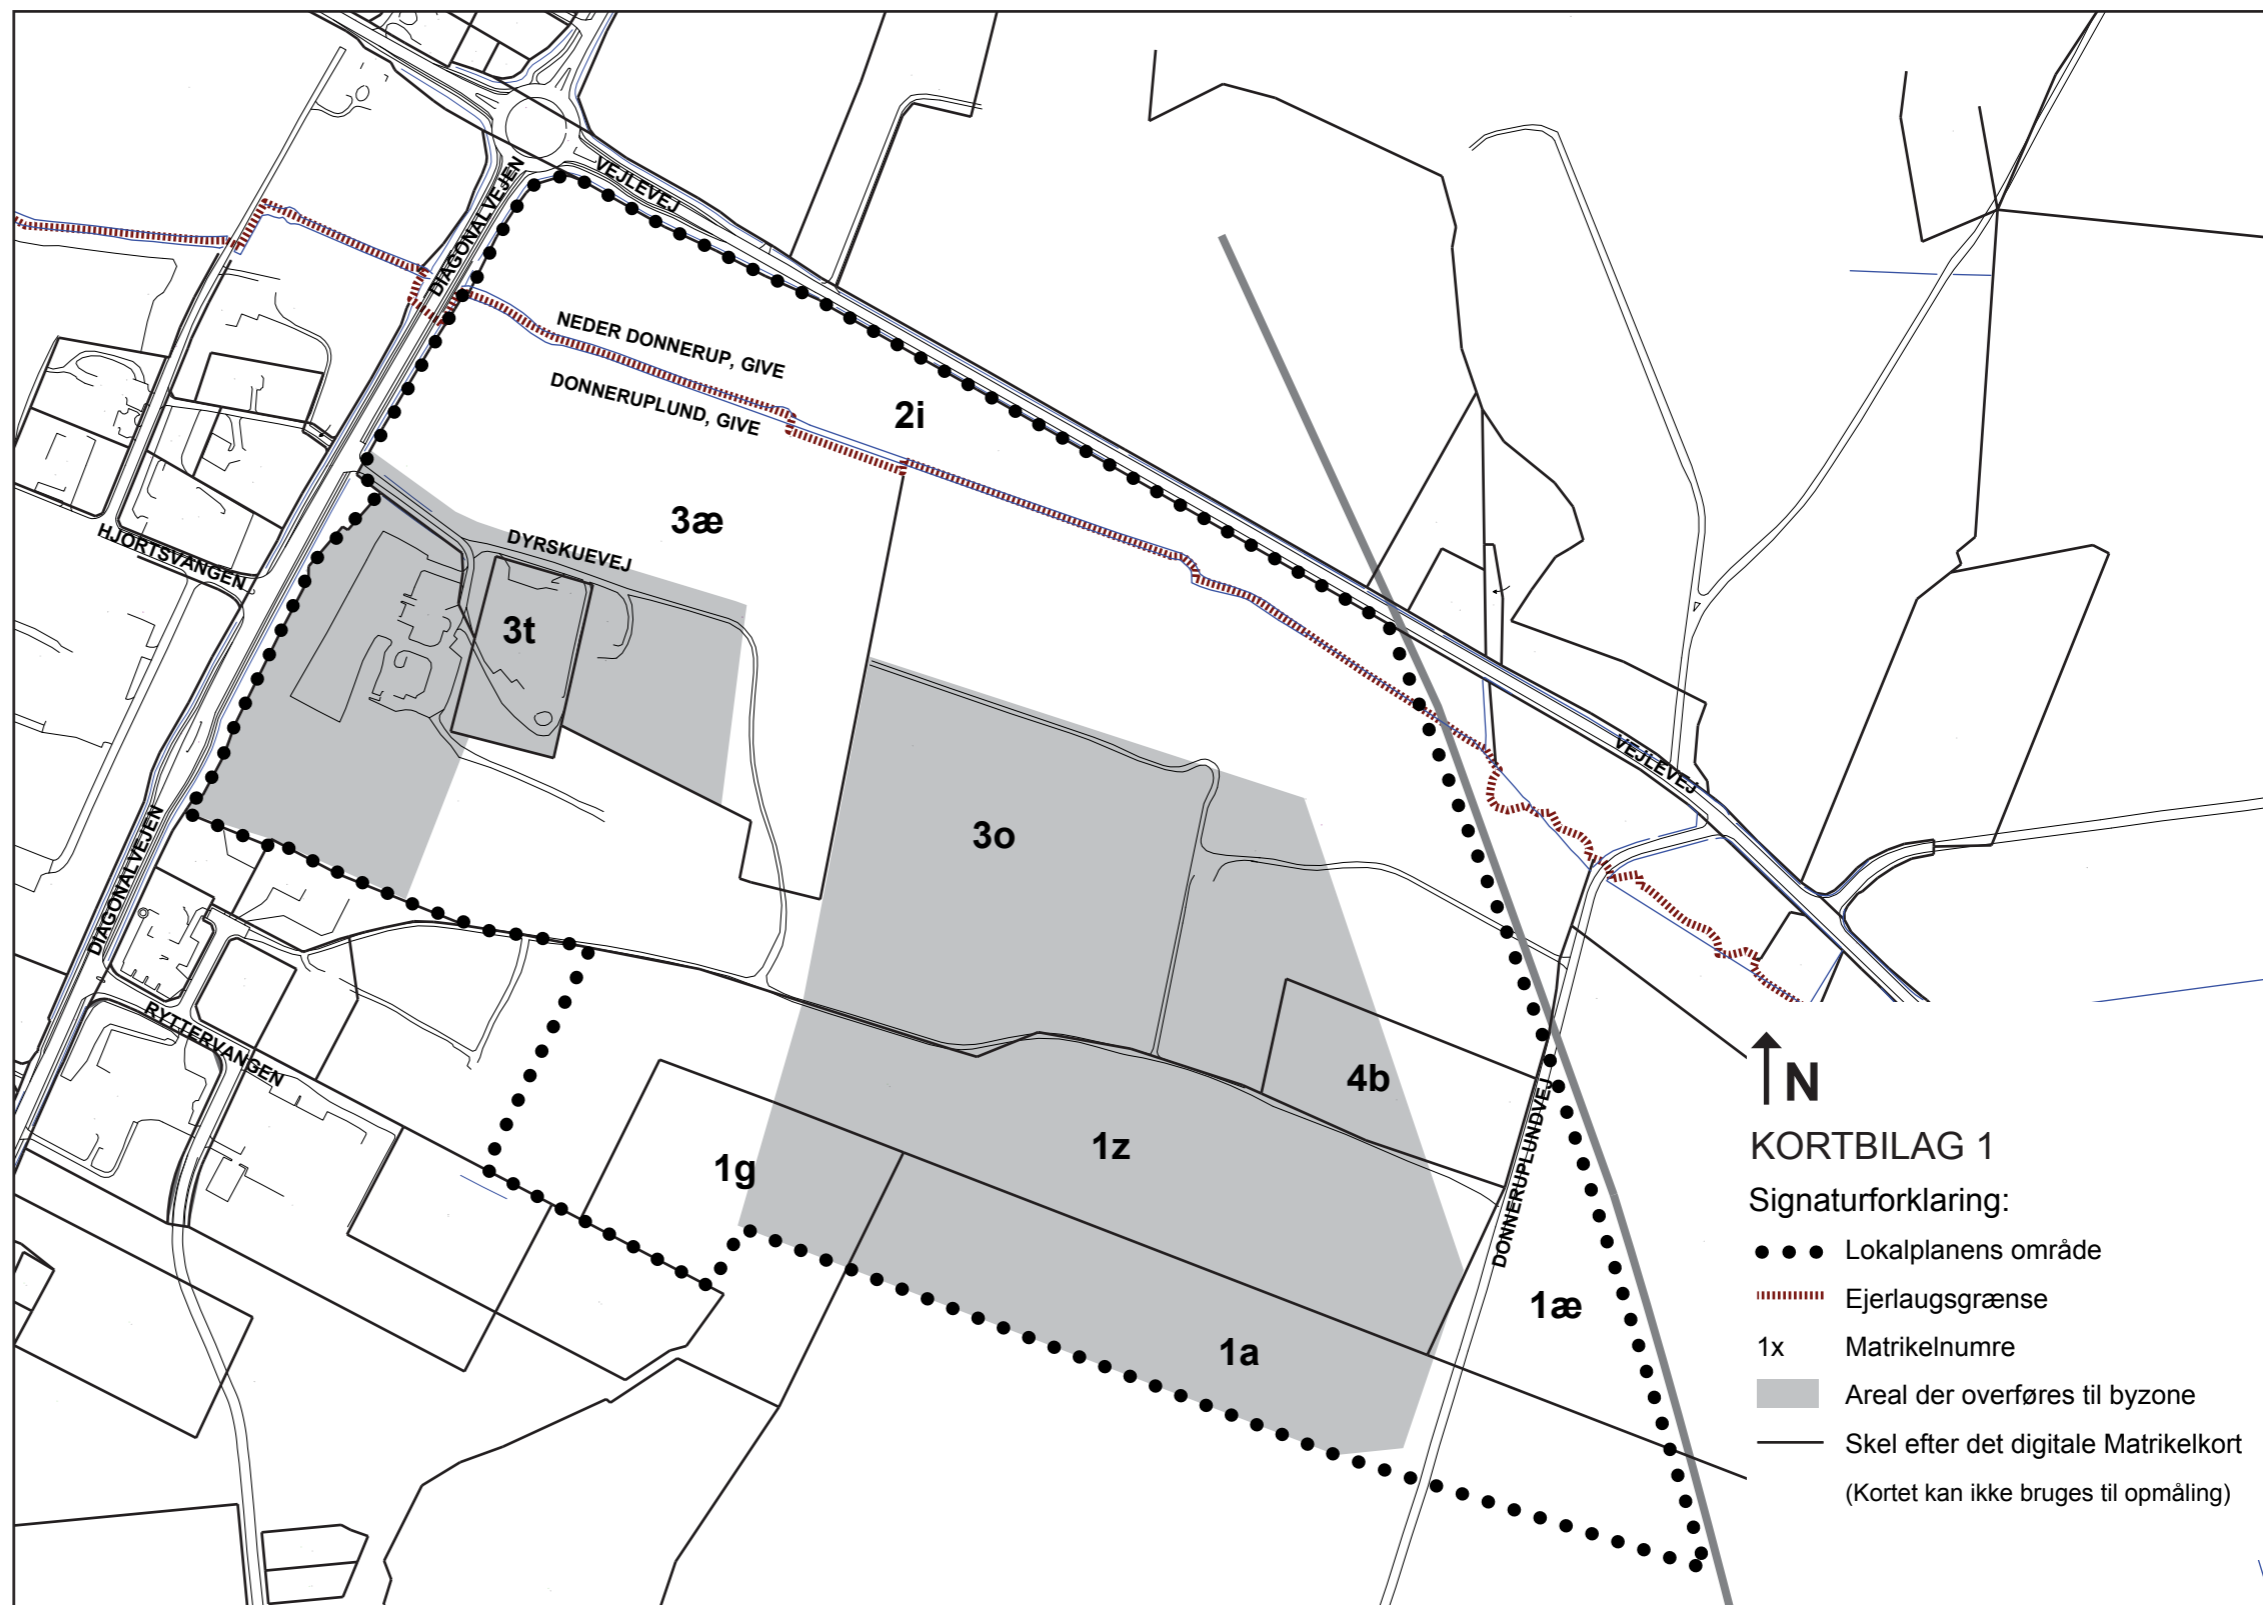 VEJLEVEJ
DIAGONALVEJEN
NEDER DONNERUP, GIVE
DONNERUPLUND, GIVE
2i
3æ
DYRSKUEVEJ
HJORTSVANGEN
3t
VEJLEVEJ
3o
DIAGONALVEJEN
RYTTERVANGEN
4b
1z
1g
DONNERUPLUNDVEJ
1æ
1a
N
KORTBILAG 1
Signaturforklaring:
Lokalplanens område
Ejerlaugsgrænse
1x Matrikelnumre
Areal der overføres til byzone
Skel efter det digitale Matrikelkort
(Kortet kan ikke bruges til opmåling)